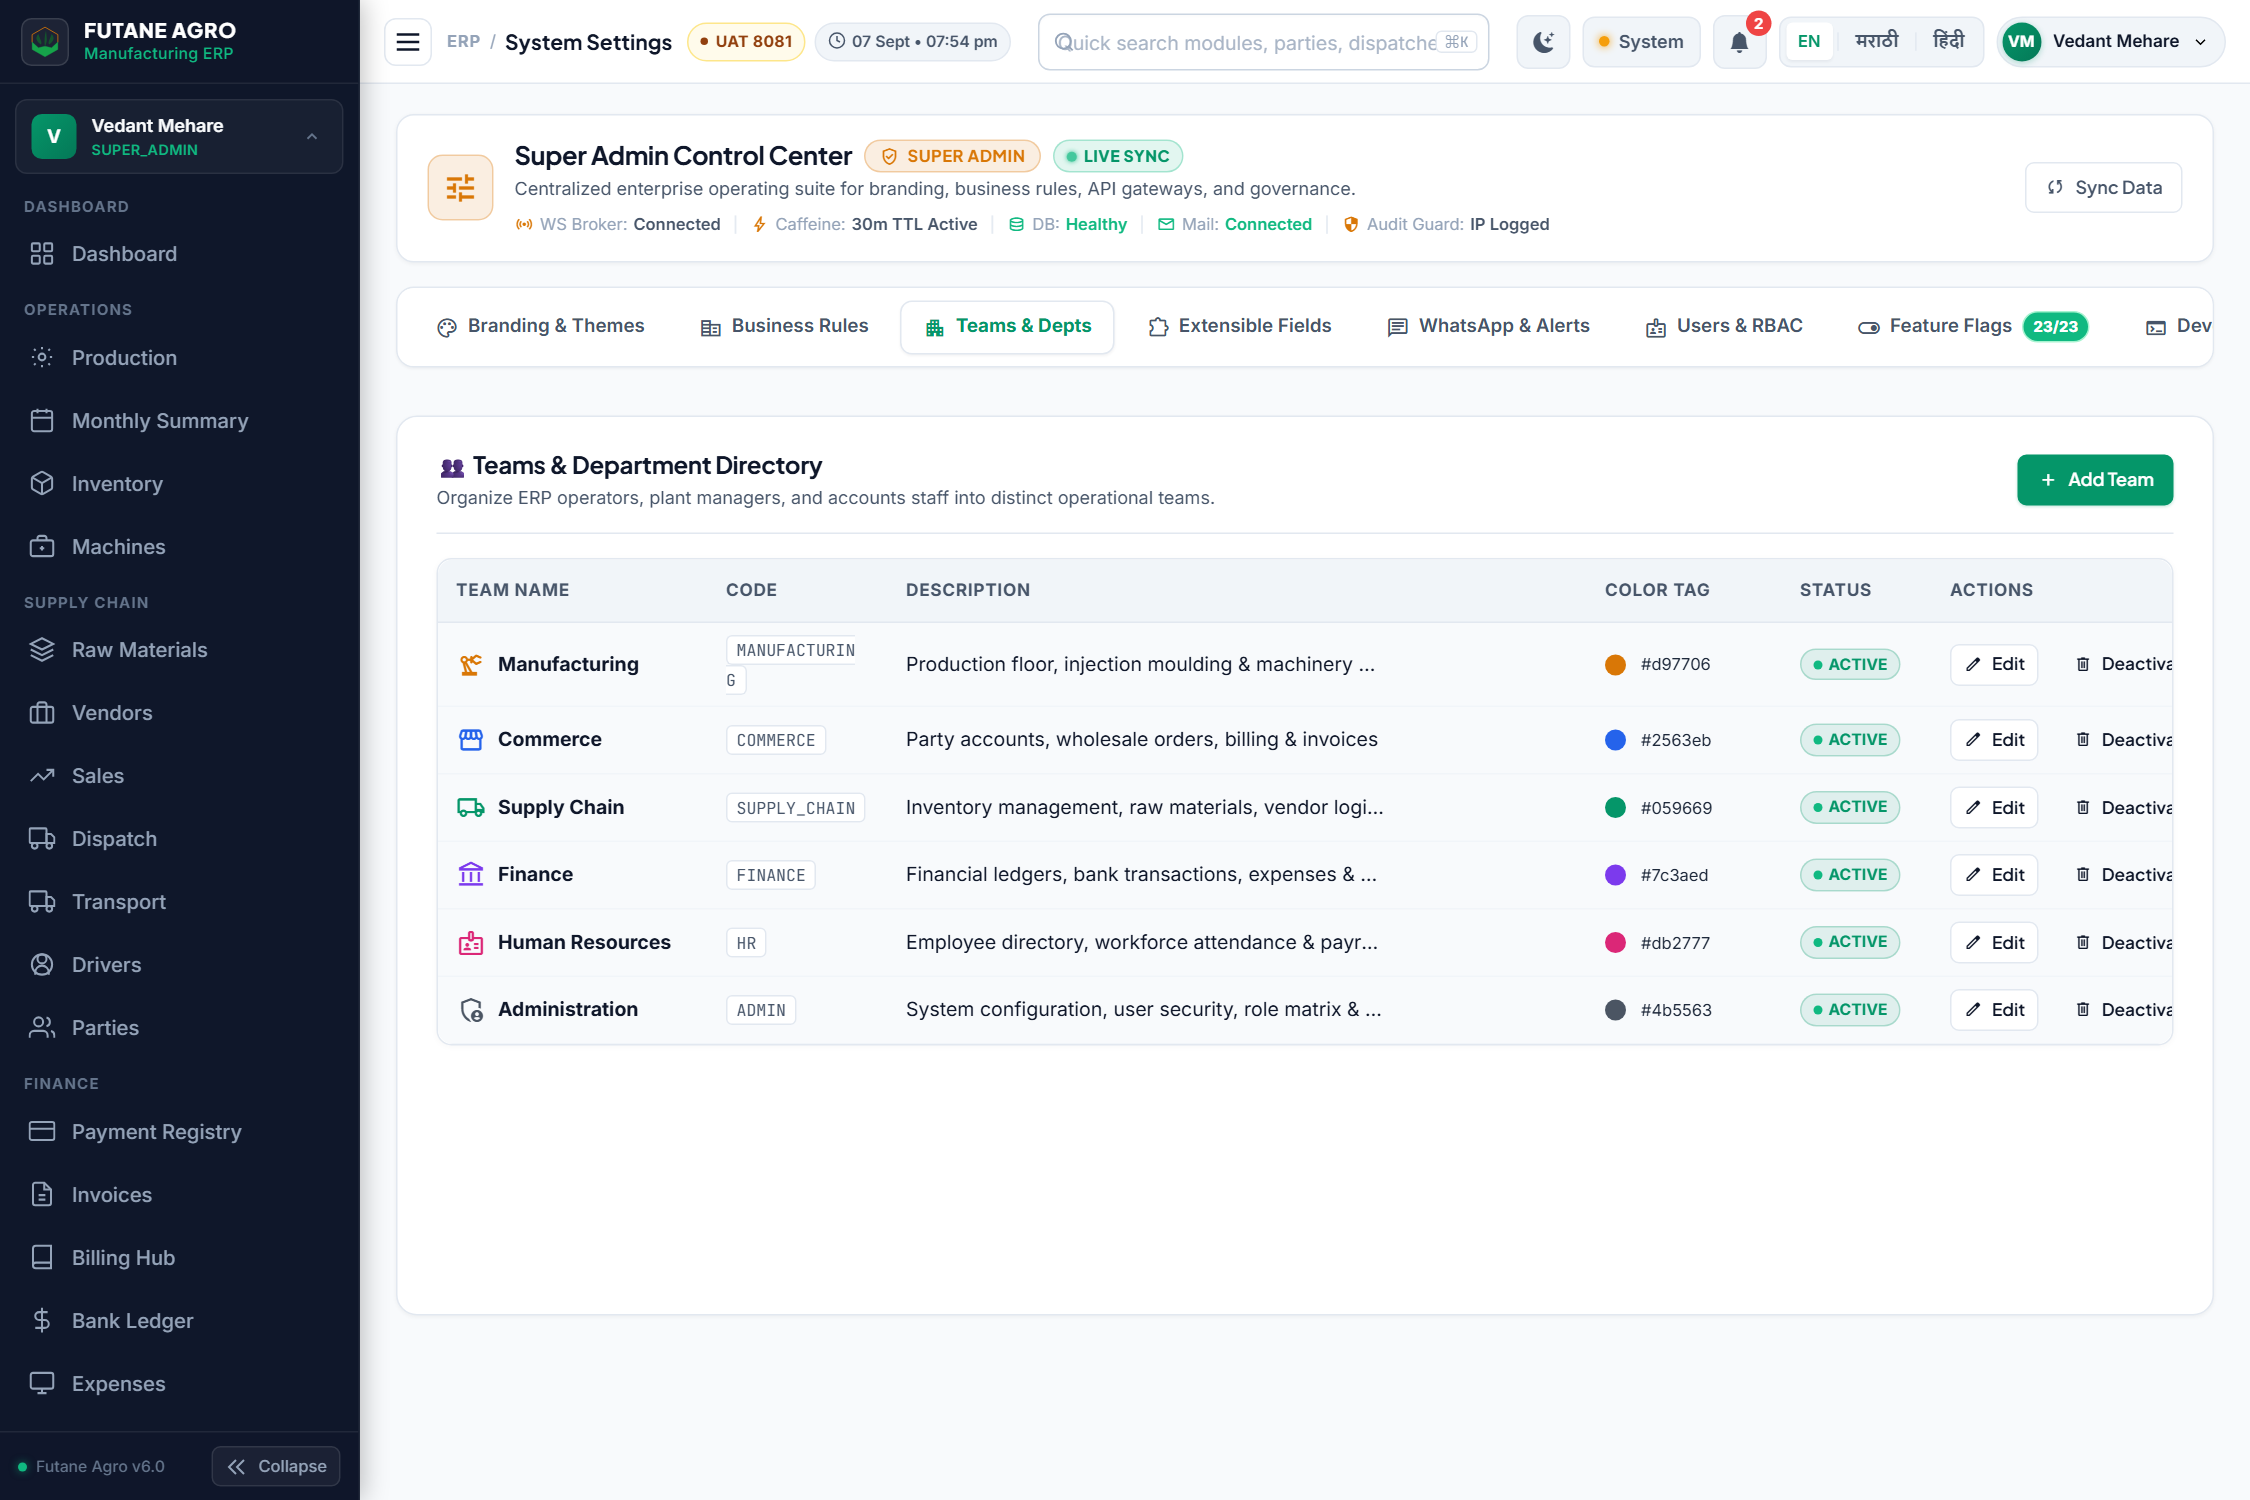 FUTANE AGRO
Manufacturing ERP
V
Vedant Mehare
SUPER_ADMIN
DASHBOARD
Dashboard
OPERATIONS
Production
Monthly Summary
Inventory
Machines
SUPPLY CHAIN
Raw Materials
Vendors
Sales
Dispatch
Transport
Drivers
Parties
FINANCE
Payment Registry
Invoices
Billing Hub
Bank Ledger
Expenses
Futane Agro v6.0
Collapse
ERP / System Settings
UAT 8081
07 Sept • 07:54 pm
Quick search modules, parties, dispatche
⌘K
System
2
EN
मराठी
हिंदी
VM
Vedant Mehare
Super Admin Control Center
SUPER ADMIN
LIVE SYNC
Centralized enterprise operating suite for branding, business rules, API gateways, and governance.
WS Broker: Connected
Caffeine: 30m TTL Active
DB: Healthy
Mail: Connected
Audit Guard: IP Logged
Sync Data
Branding & Themes
Business Rules
Teams & Depts
Extensible Fields
WhatsApp & Alerts
Users & RBAC
Feature Flags 23/23
Dev
Teams & Department Directory
Organize ERP operators, plant managers, and accounts staff into distinct operational teams.
+ Add Team
TEAM NAME CODE DESCRIPTION COLOR TAG STATUS ACTIONS
Manufacturing MANUFACTURIN
G
Production floor, injection moulding & machinery ... #d97706 ACTIVE Edit Deactiva
Commerce COMMERCE Party accounts, wholesale orders, billing & invoices #2563eb ACTIVE Edit Deactiva
Supply Chain SUPPLY_CHAIN Inventory management, raw materials, vendor logi... #059669 ACTIVE Edit Deactiva
Finance FINANCE Financial ledgers, bank transactions, expenses & ... #7c3aed ACTIVE Edit Deactiva
Human Resources HR Employee directory, workforce attendance & payr... #db2777 ACTIVE Edit Deactiva
Administration ADMIN System configuration, user security, role matrix & ... #4b5563 ACTIVE Edit Deactiva